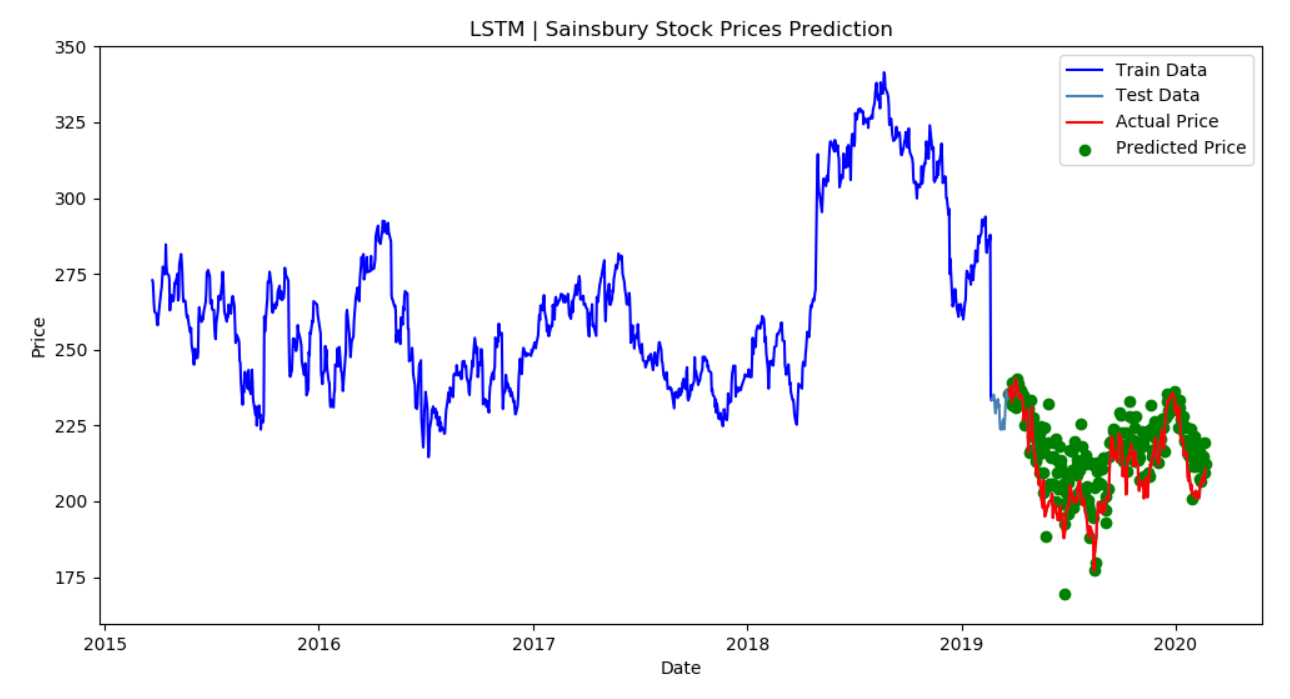 LSTM | Sainsbury Stock Prices Prediction
350
325
300
275
250
225
200
175
Price
Train Data
Test Data
Actual Price
Predicted Price
2015 2016 2017 2018 2019 2020
Date